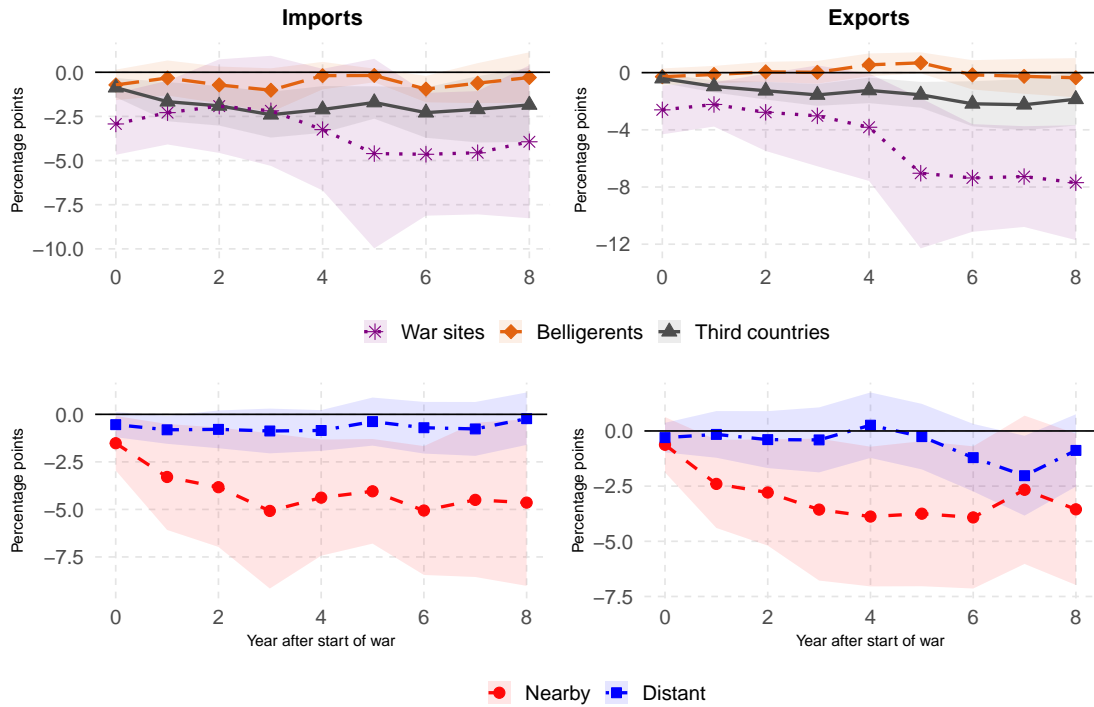 Imports
Exports
Percentage points
0.0
−2.5
−5.0
−7.5
−10.0
0 2 4 6 8
Percentage points
0
−4
−8
−12
0 2 4 6 8
War sites Belligerents Third countries
Percentage points
0.0
−2.5
−5.0
−7.5
0 2 4 6 8
Year after start of war
Percentage points
0.0
−2.5
−5.0
−7.5
0 2 4 6 8
Year after start of war
Nearby Distant